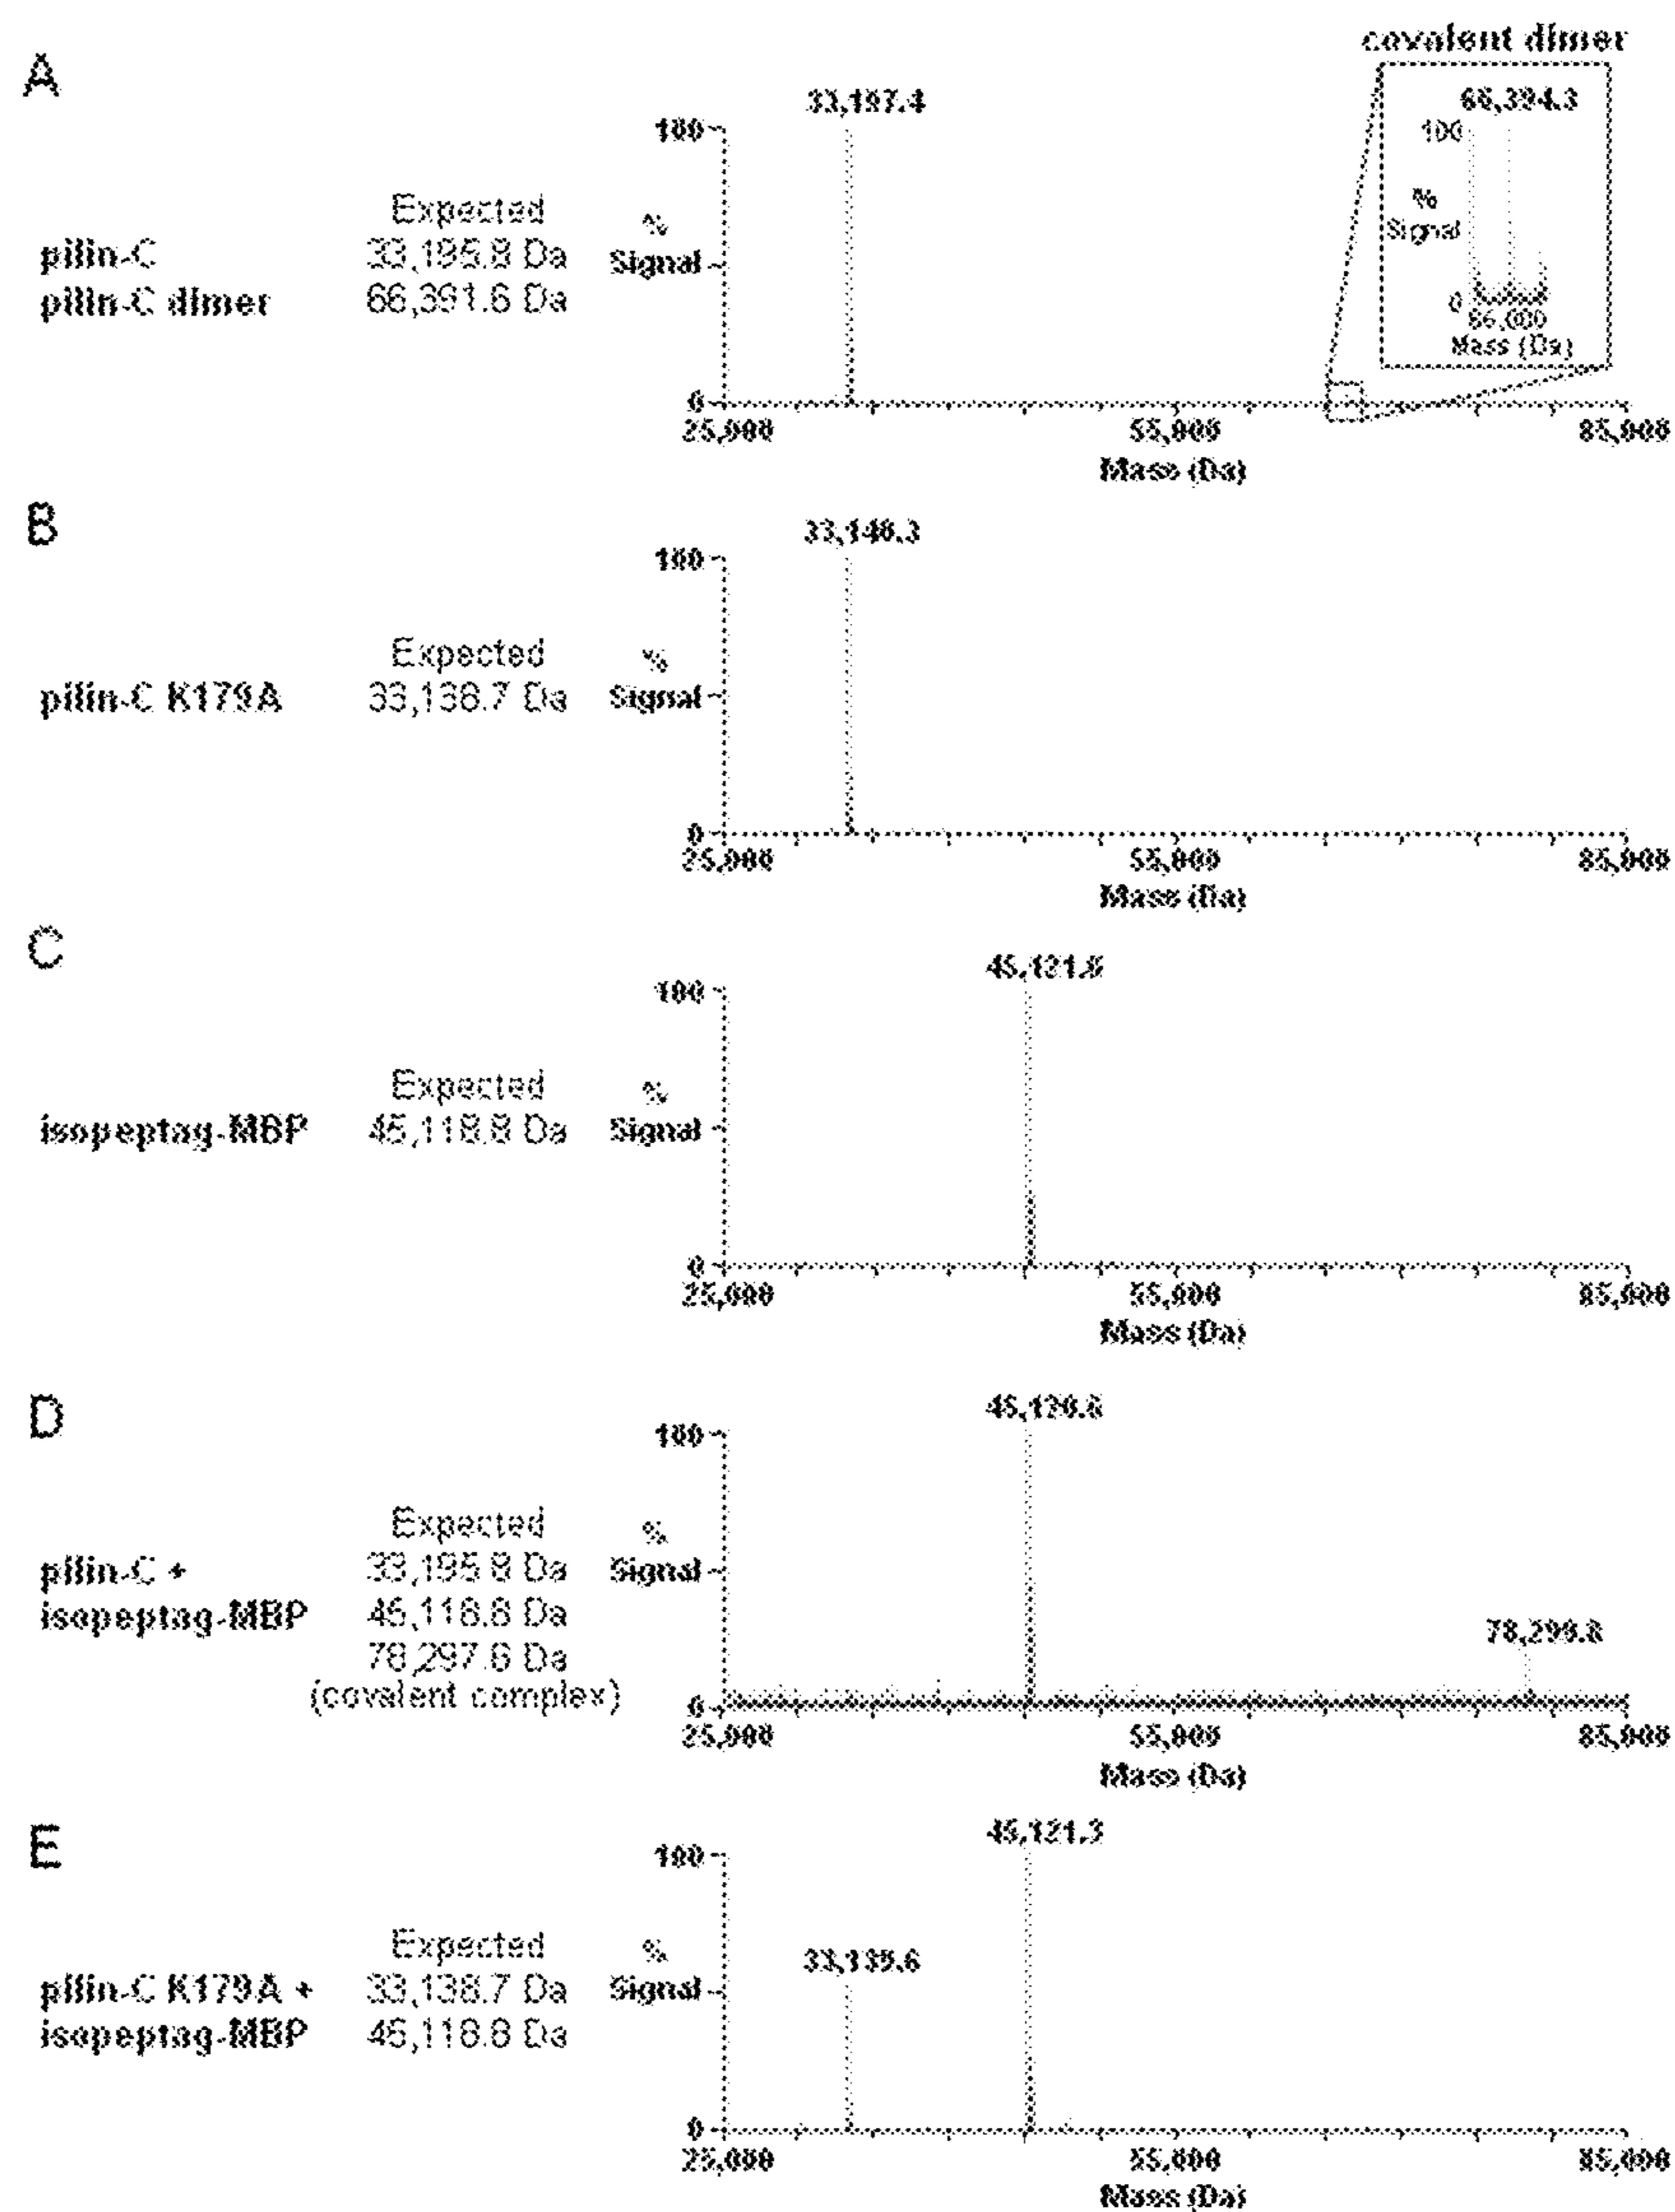 A
covalent dimer
33,197.4
66,394.3
100
100
Expected
%
%
Signal
pilin-C
33,195.8 Da
Signal
pilin-C dimer
66,391.6 Da
0
66,000
Mass (Da)
0
25,000
55,000
85,000
Mass (Da)
B
33,140.3
100
Expected
%
pilin-C K179A
33,138.7 Da
Signal
0
25,000
55,000
85,000
Mass (Da)
C
100
Expected
%
isopeptag-MBP
45,118.8 Da
Signal
0
25,000
55,000
85,000
Mass (Da)
D
45,120.6
100
Expected
%
pilin-C +
33,195.8 Da
Signal
isopeptag-MBP
45,118.8 Da
78,297.6 Da
78,299.8
(covalent complex)
0
25,000
55,000
85,000
Mass (Da)
E
45,121.3
100
Expected
%
33,139.6
pilin-C K179A +
33,138.7 Da
Signal
isopeptag-MBP
45,118.8 Da
0
25,000
55,000
85,000
Mass (Da)